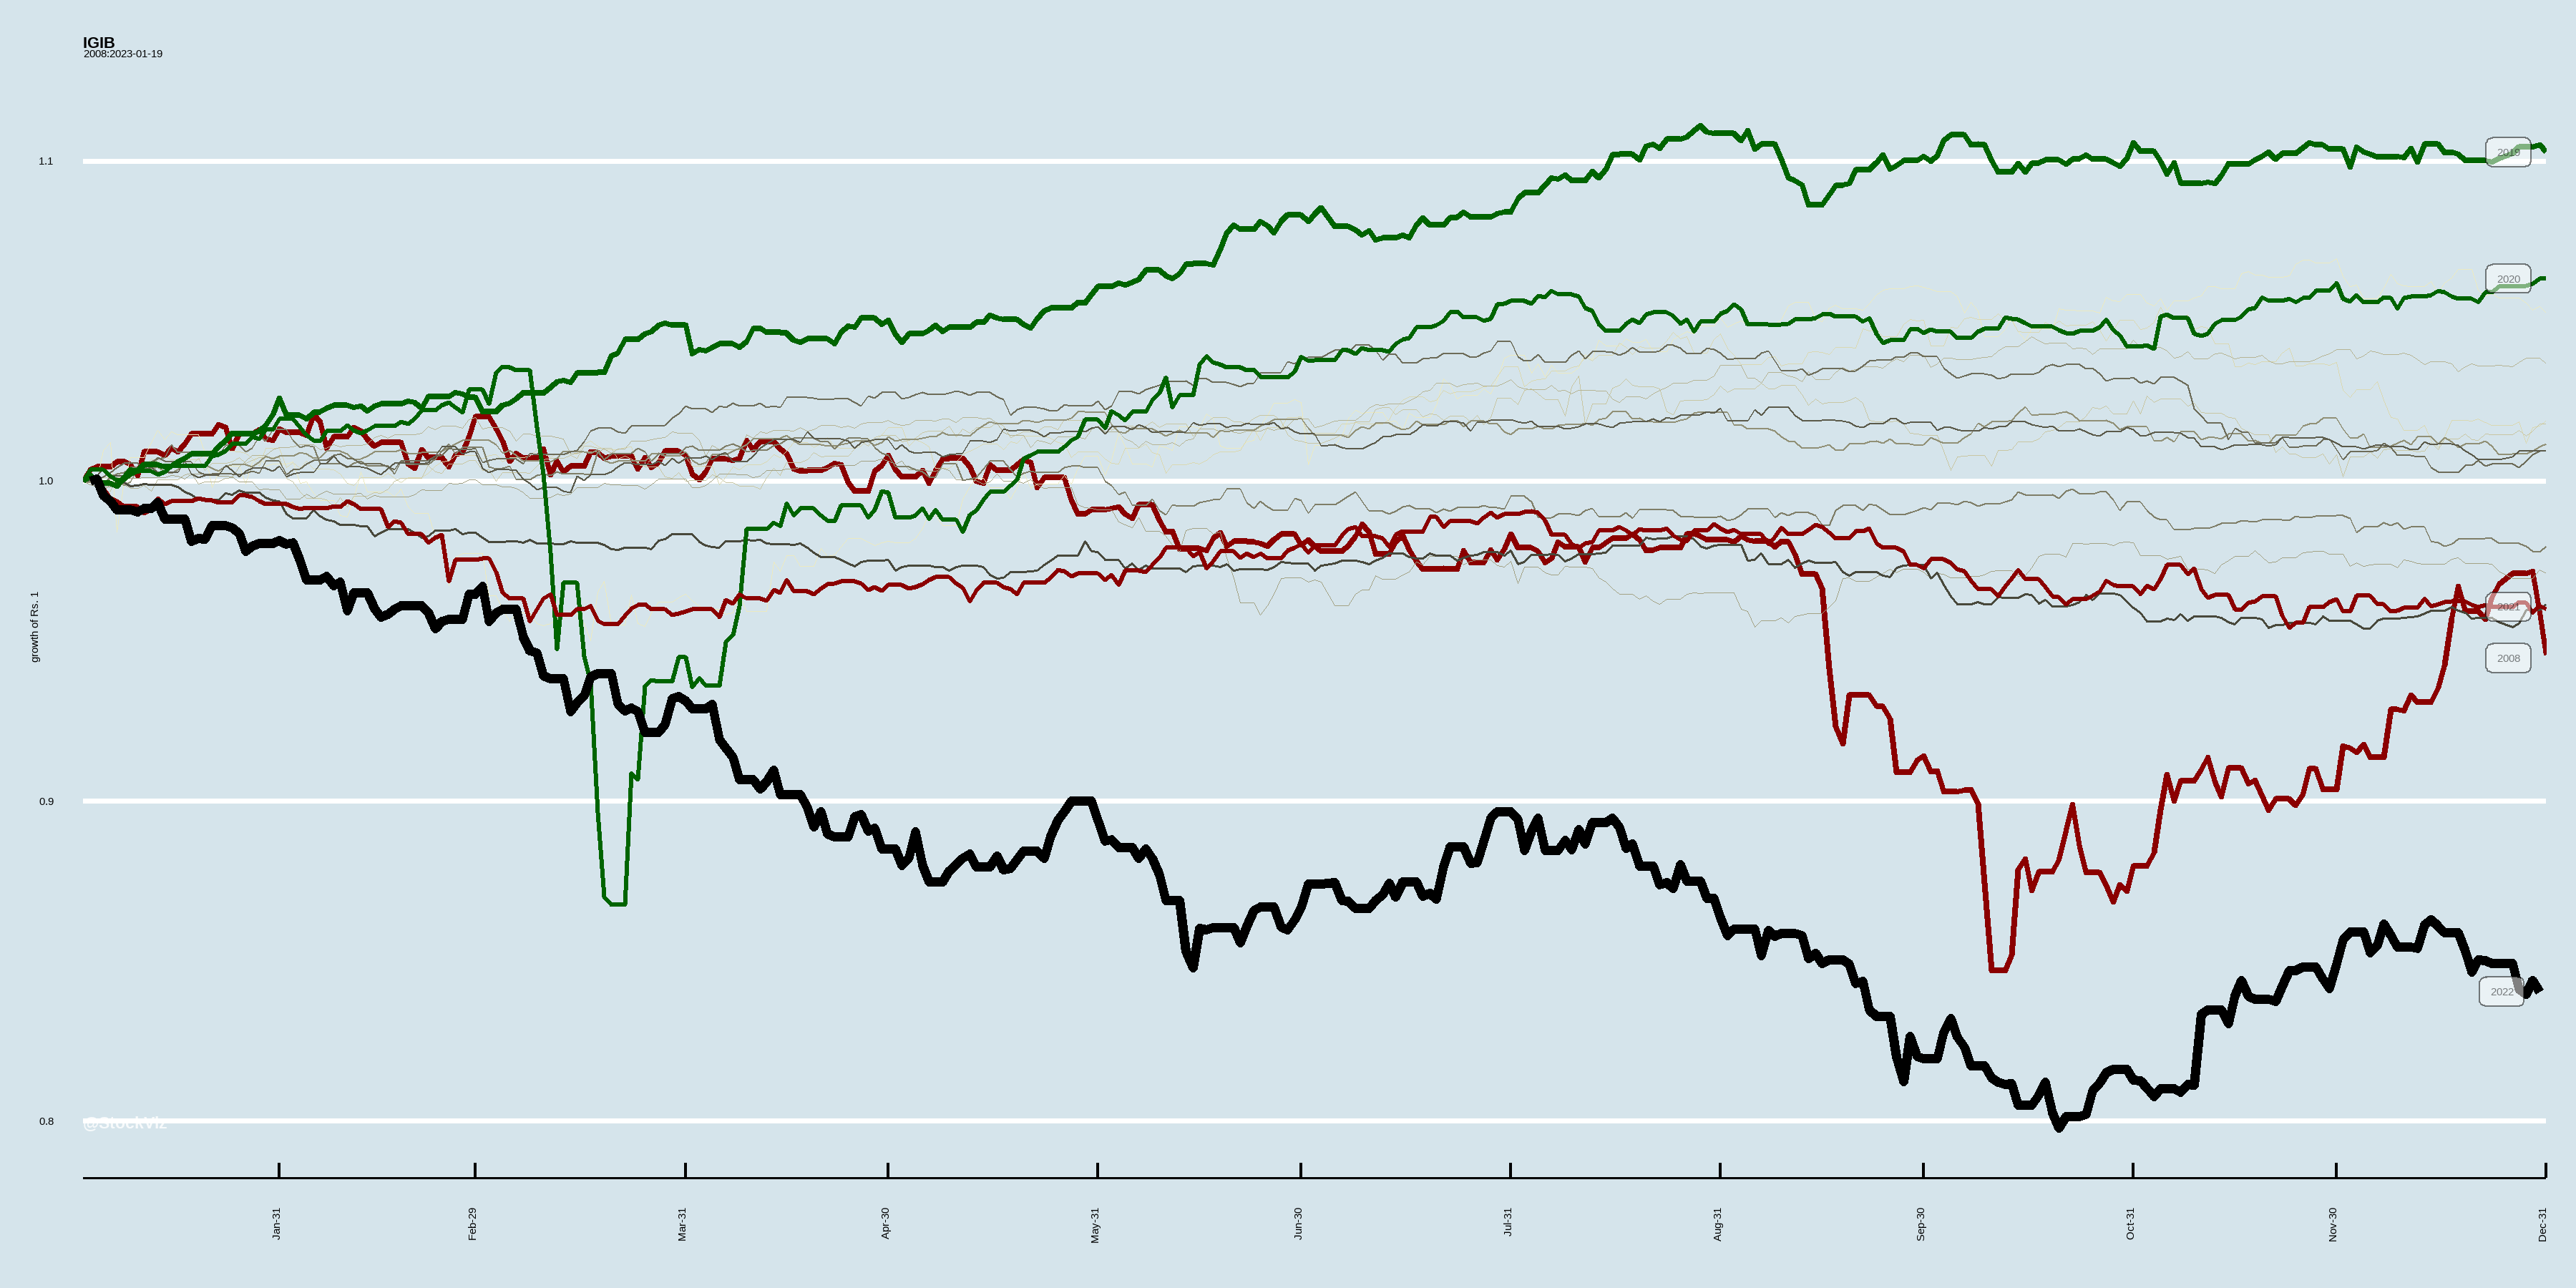 IGIB
2008:2023-01-19
1.1
1.0
0.9
0.8
growth of Rs. 1
2019
2020
2021
2008
2022
@StockViz
Jan-31
Feb-29
Mar-31
Apr-30
May-31
Jun-30
Jul-31
Aug-31
Sep-30
Oct-31
Nov-30
Dec-31